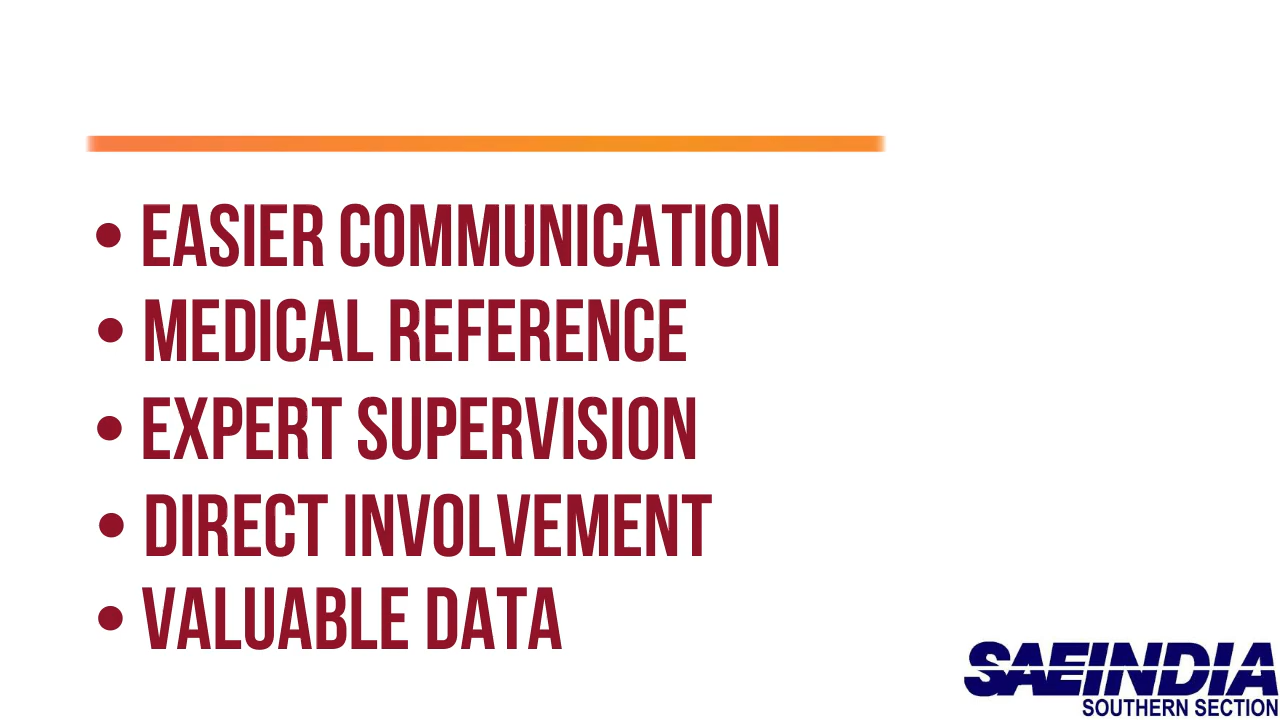 • EASIER COMMUNICATION
• MEDICAL REFERENCE
• EXPERT SUPERVISION
• DIRECT INVOLVEMENT
• VALUABLE DATA
SAEINDIA
SOUTHERN SECTION